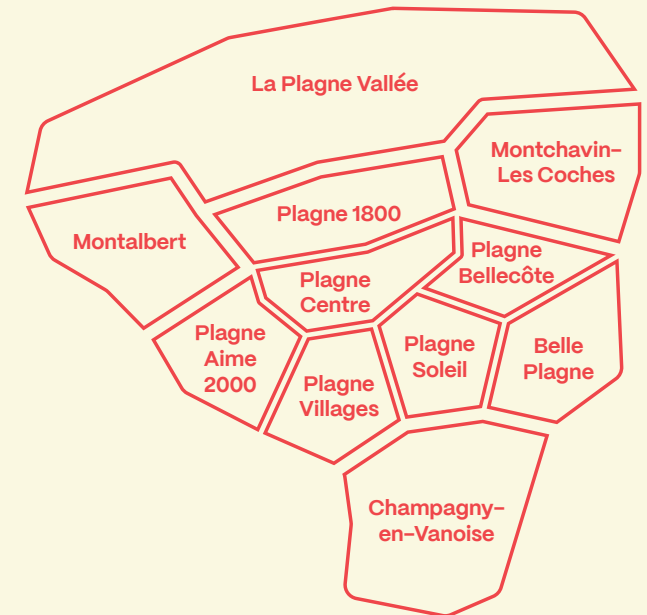 La Plagne Vallée
Montchavin-
Les Coches
Plagne 1800
Montalbert
Plagne
Bellecôte
Plagne
Centre
Plagne
Aime
2000
Plagne
Soleil
Belle
Plagne
Plagne
Villages
Champagny-
en-Vanoise